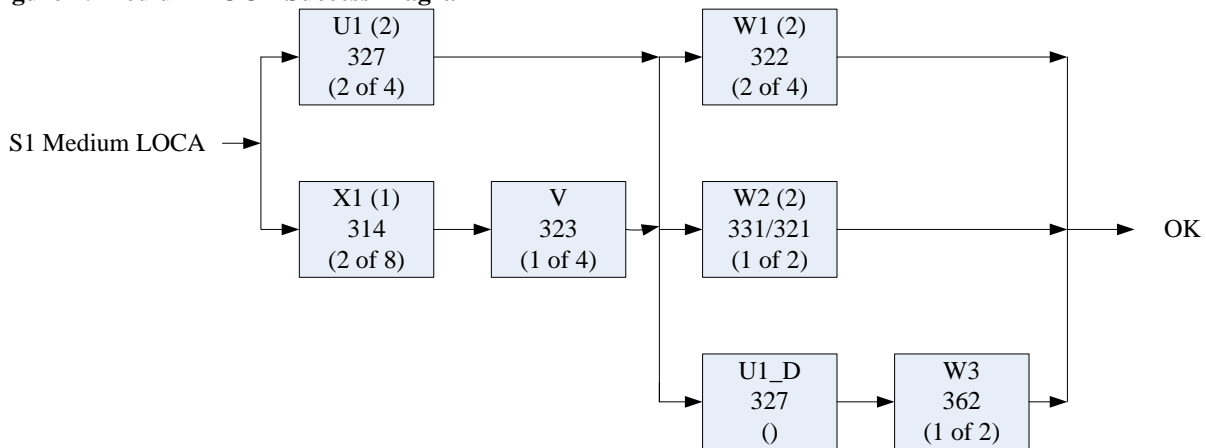 U1 (2)
327
(2 of 4)
W1 (2)
322
(2 of 4)
S1 Medium LOCA
X1 (1)
314
(2 of 8)
V
323
(1 of 4)
W2 (2)
331/321
(1 of 2)
OK
U1_D
327
()
W3
362
(1 of 2)